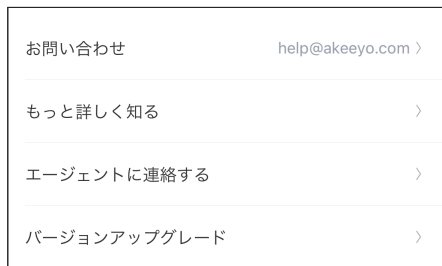 お問い合わせ help@akeeyo.com 〉
もっと詳しく知る 〉
エージェントに連絡する 〉
バージョンアップグレード 〉